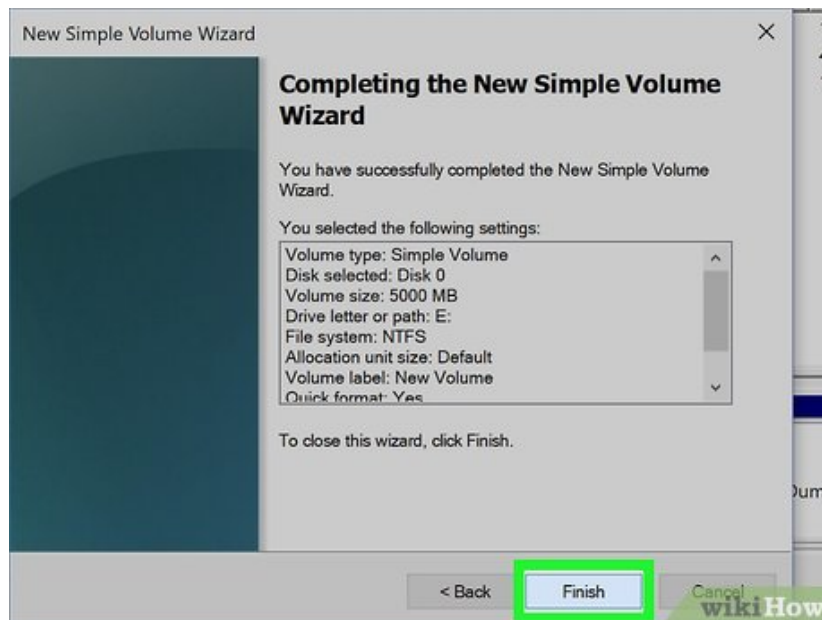 New Simple Volume Wizard
Completing the New Simple Volume
Wizard
You have successfully completed the New Simple Volume
Wizard.
You selected the following settings:
Volume type: Simple Volume
Disk selected: Disk 0
Volume size: 5000 MB
Drive letter or path: E:
File system: NTFS
Allocation unit size: Default
Volume label: New Volume
Quick format: Yes
To close this wizard, click Finish.
< Back
Finish
Cancel
wikiHow